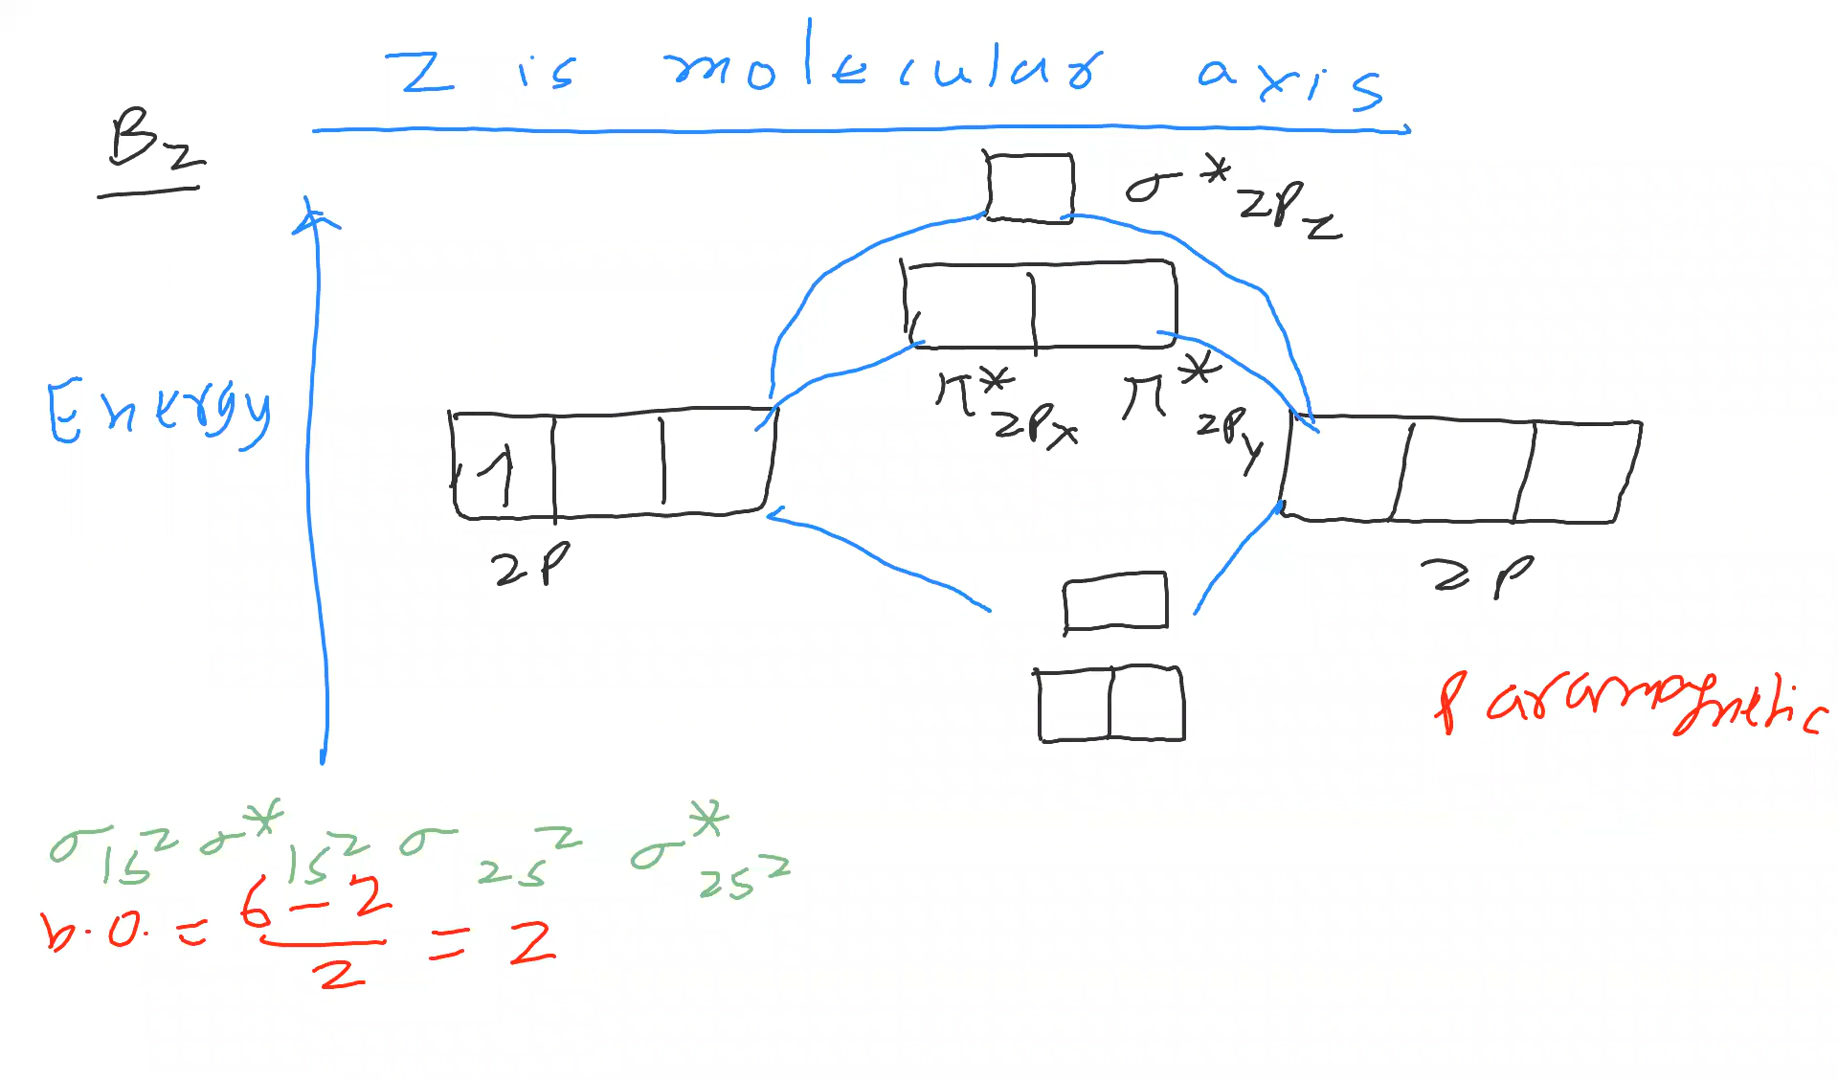 Z is molecular axis
B2
σ*2Pz
Energy
π*2Px π*2Py
1
2P
2P
Paramagnetic
σ1s² σ*1s² σ2s² σ*2s²
b.O. = 6-2/2 = 2